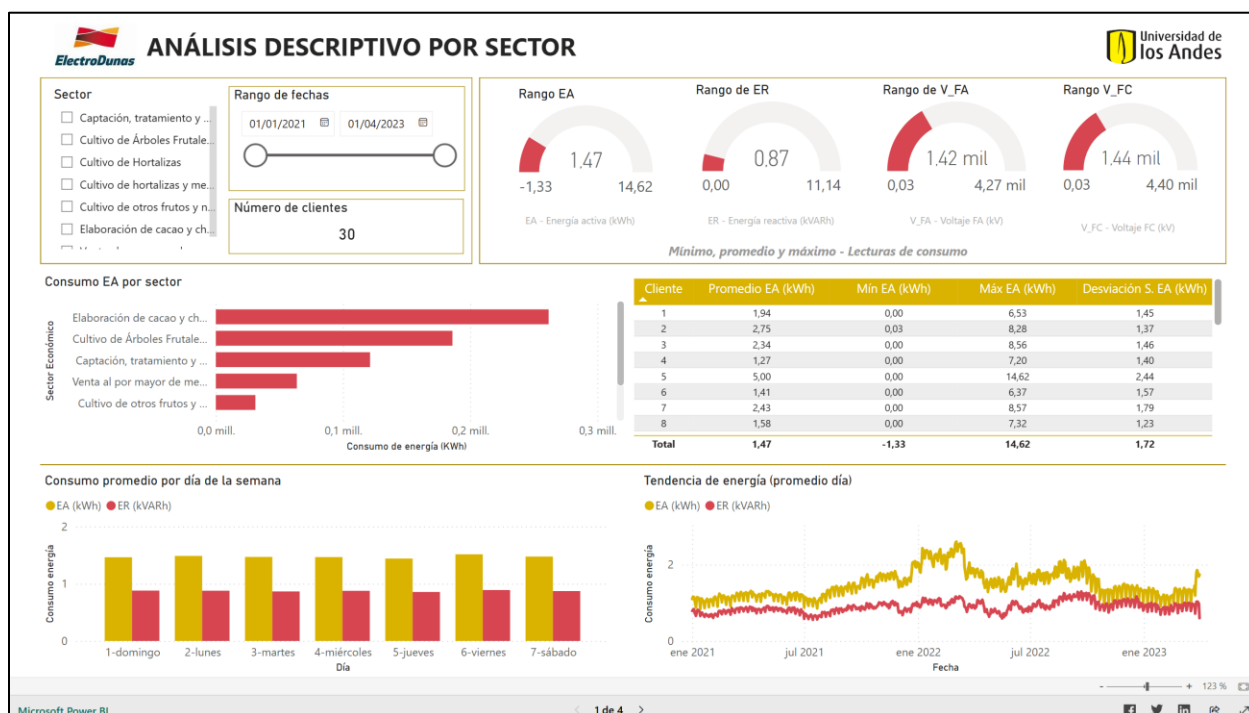 ElectroDunas
ANÁLISIS DESCRIPTIVO POR SECTOR
Universidad de
los Andes
Sector
Captación, tratamiento y ...
Cultivo de Árboles Frutale...
Cultivo de Hortalizas
Cultivo de hortalizas y me...
Cultivo de otros frutos y n...
Elaboración de cacao y ch...
Rango de fechas
01/01/2021 01/04/2023
Número de clientes
30
Rango EA
1,47
-1,33 14,62
EA - Energía activa (kWh)
Rango de ER
0,87
0,00 11,14
ER - Energía reactiva (kVARh)
Rango de V_FA
1,42 mil
0,03 4,27 mil
V_FA - Voltaje FA (kV)
Rango V_FC
1,44 mil
0,03 4,40 mil
V_FC - Voltaje FC (kV)
Mínimo, promedio y máximo - Lecturas de consumo
Consumo EA por sector
Sector Económico
Elaboración de cacao y ch...
Cultivo de Árboles Frutale...
Captación, tratamiento y ...
Venta al por mayor de me...
Cultivo de otros frutos y ...
0,0 mill. 0,1 mill. 0,2 mill. 0,3 mill.
Consumo de energía (KWh)
Cliente Promedio EA (kWh) Mín EA (kWh) Máx EA (kWh) Desviación S. EA (kWh)
1 1,94 0,00 6,53 1,45
2 2,75 0,03 8,28 1,37
3 2,34 0,00 8,56 1,46
4 1,27 0,00 7,20 1,40
5 5,00 0,00 14,62 2,44
6 1,41 0,00 6,37 1,57
7 2,43 0,00 8,57 1,79
8 1,58 0,00 7,32 1,23
Total 1,47 -1,33 14,62 1,72
Consumo promedio por día de la semana
EA (kWh) ER (kVARh)
Consumo energía
2
1
0
1-domingo 2-lunes 3-martes 4-miércoles 5-jueves 6-viernes 7-sábado
Día
Tendencia de energía (promedio día)
EA (kWh) ER (kVARh)
Consumo energía
2
0
ene 2021 jul 2021 ene 2022 jul 2022 ene 2023
Fecha
- + 123 %
Microsoft Power BI
< 1 de 4 >